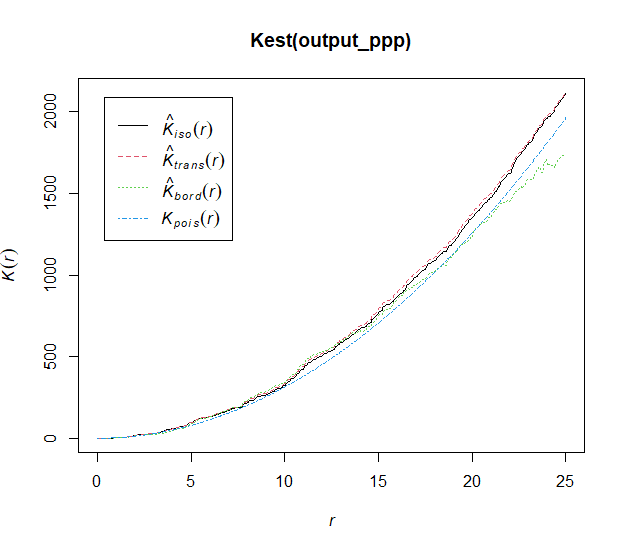 Kest(output_ppp)
K̂iso(r)
K̂trans(r)
K̂bord(r)
Kpois(r)
K(r)
2000
1500
1000
500
0
0 5 10 15 20 25
r